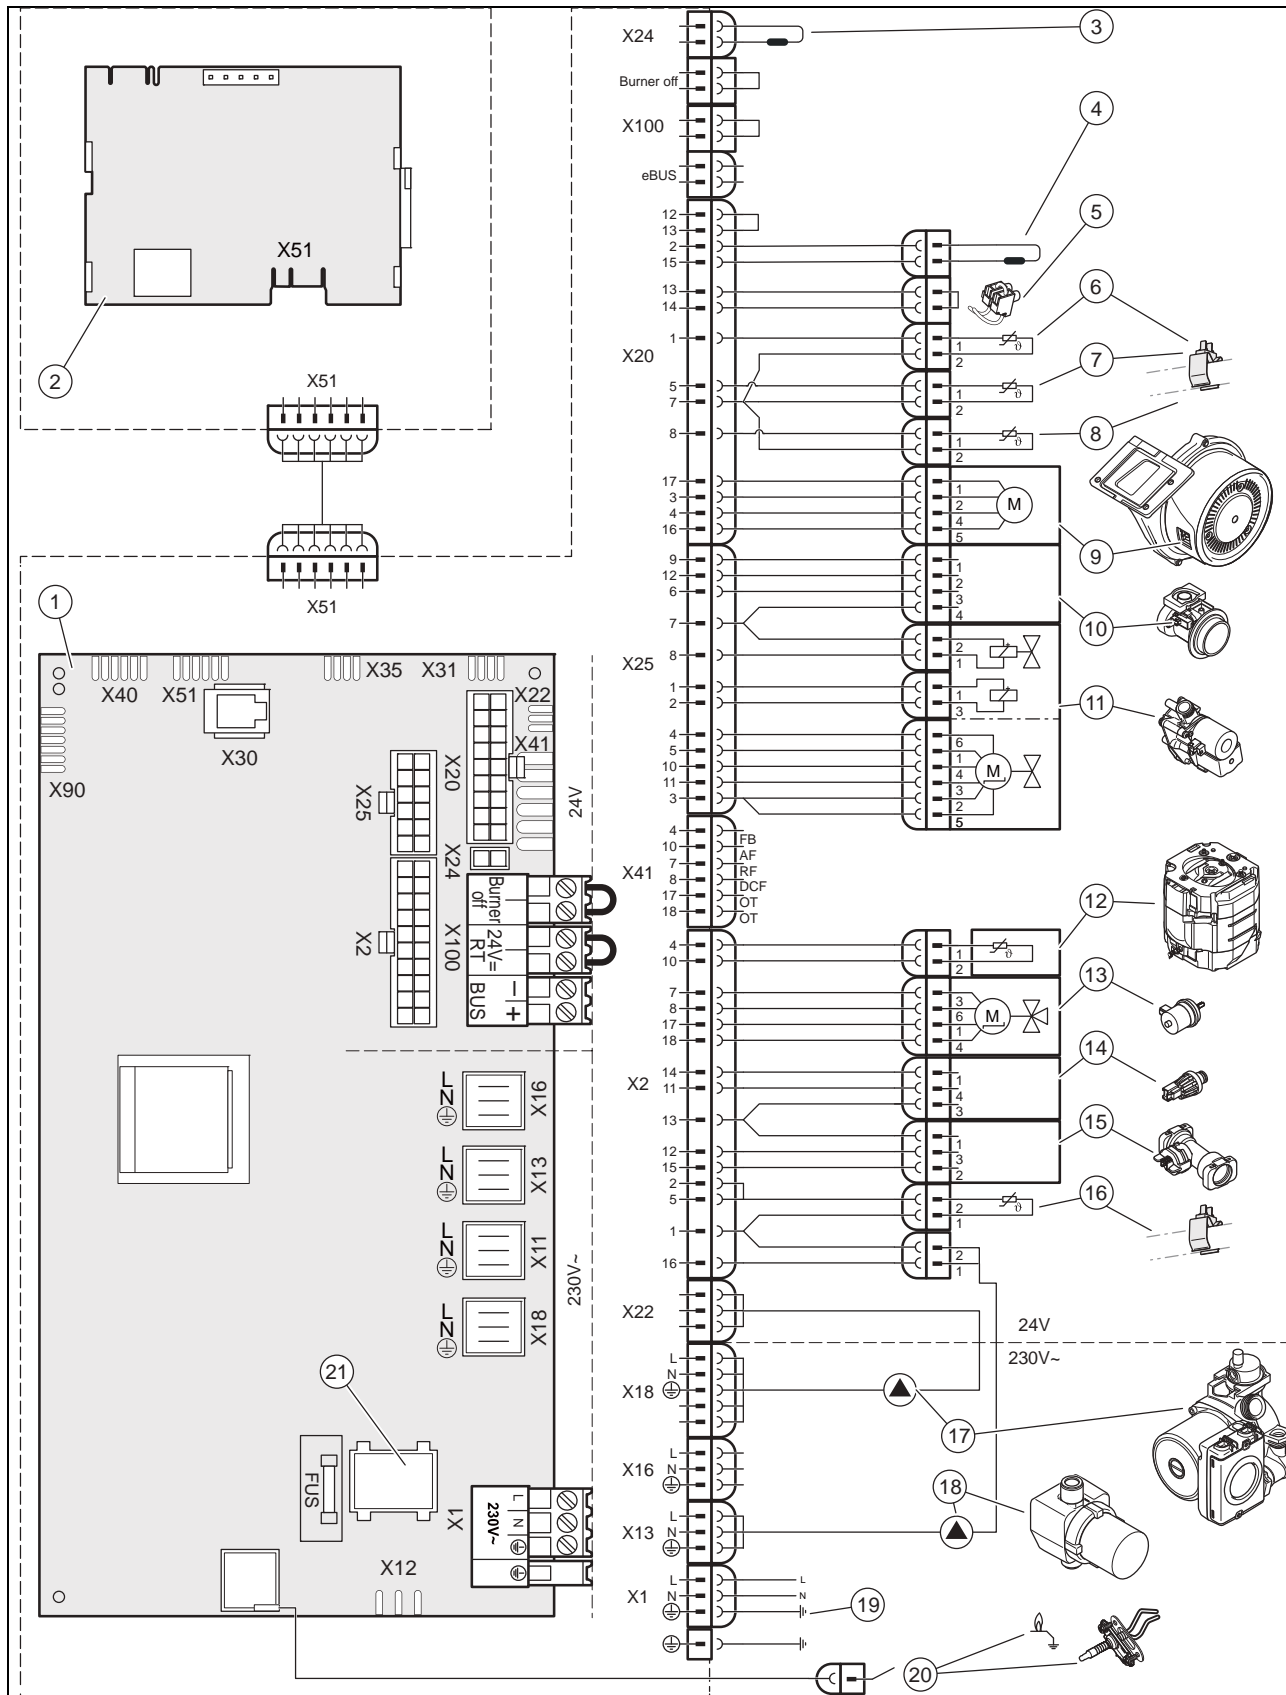 X24
3
Burner off
X100
4
eBUS
12
13
2
15
5
13
14
X51
6
1
X20
1
2
ϑ
7
2
5
7
1
2
ϑ
X51
8
8
1
2
ϑ
17
3
4
16
1
2
4
5
M
9
9
12
6
1
2
3
4
X51
1
10
7
X25
8
2
1
1
2
1
3
11
4
5
10
11
3
6
1
4
3
2
5
M
X40
X51
X35
X31
X22
X30
X41
X90
X20
X25
24V
X24
X2
X100
Burner off
24V=
RT
BUS
– +
X41
4
10
7
8
17
18
FB
AF
RF
DCF
OT
OT
12
4
10
1
2
ϑ
13
7
8
17
18
3
6
1
4
M
14
X2
14
11
1
4
3
13
15
12
15
1
3
2
2
5
2
1
ϑ
16
1
16
2
1
L
N
X16
L
N
X13
L
N
X11
L
N
X18
230V~
X22
24V
230V~
L
N
X18
17
21
FUS
X16
L
N
18
X13
L
N
X1
230V~
L
N
X12
X1
L
N
L
N
19
20